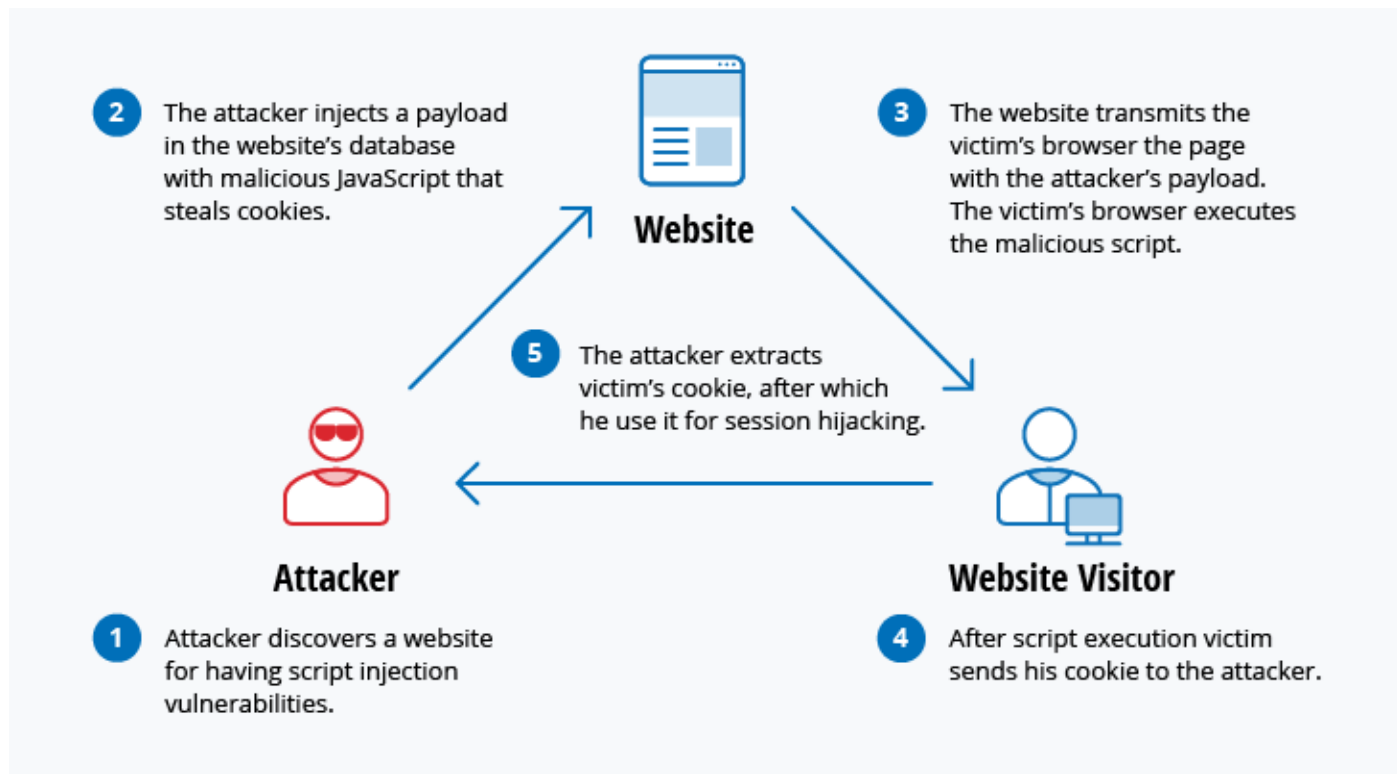 2
The attacker injects a payload
in the website's database
with malicious JavaScript that
steals cookies.
Website
3
The website transmits the
victim's browser the page
with the attacker's payload.
The victim's browser executes
the malicious script.
5
The attacker extracts
victim's cookie, after which
he use it for session hijacking.
Attacker
1
Attacker discovers a website
for having script injection
vulnerabilities.
Website Visitor
4
After script execution victim
sends his cookie to the attacker.